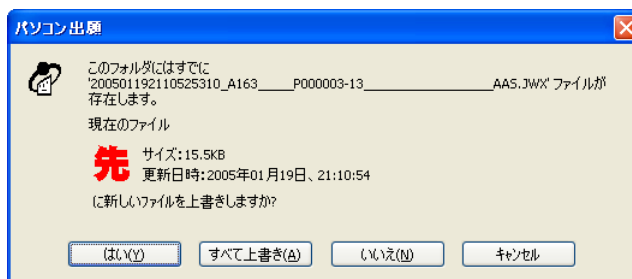 パソコン出願
このフォルダにはすでに
'200501192110525310_A163_____P000003-13__________________AAS.JWX' ファイルが
存在します。
現在のファイル
先
サイズ：15.5KB
更新日時：2005年01月19日、21:10:54
に新しいファイルを上書きしますか?
はい(Y)
すべて上書き(A)
いいえ(N)
キャンセル